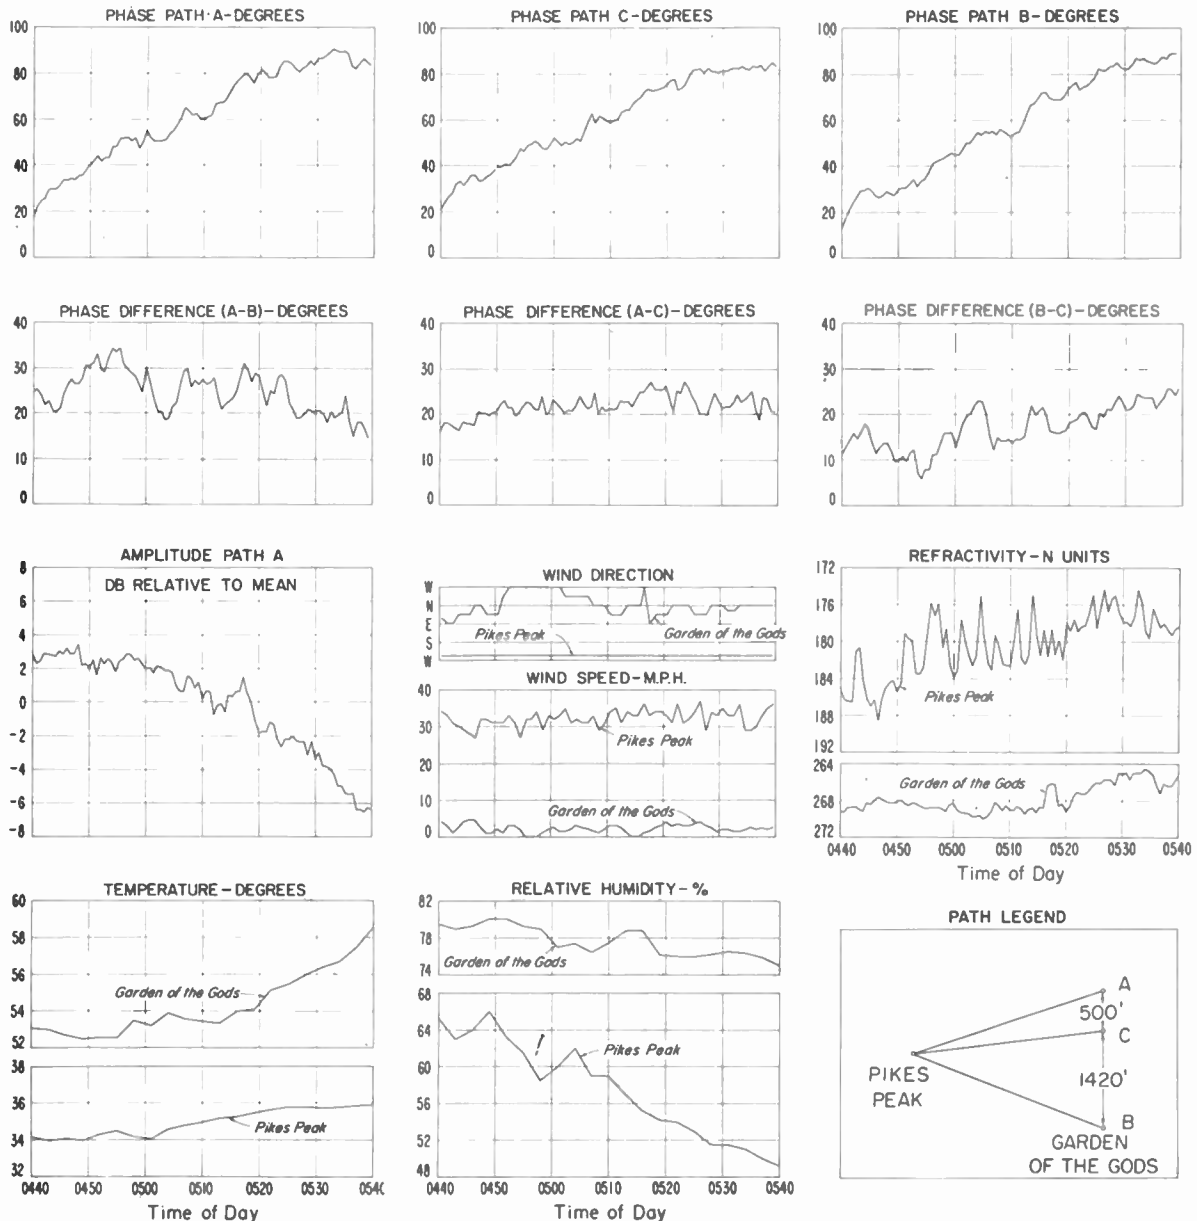 PHASE PATH A-DEGREES
100
80
60
40
20
0
PHASE PATH C-DEGREES
100
80
60
40
20
0
PHASE PATH B-DEGREES
100
80
60
40
20
0
PHASE DIFFERENCE (A-B)-DEGREES
40
30
20
10
0
PHASE DIFFERENCE (A-C)-DEGREES
40
30
20
10
0
PHASE DIFFERENCE (B-C)-DEGREES
40
30
20
10
0
AMPLITUDE PATH A
DB RELATIVE TO MEAN
8
6
4
2
0
-2
-4
-6
-8
WIND DIRECTION
W
N
E
S
W
Pikes Peak
Garden of the Gods
WIND SPEED-M.P.H.
40
30
20
10
0
Pikes Peak
Garden of the Gods
REFRACTIVITY-N UNITS
172
176
180
184
188
192
Pikes Peak
264
268
272
Garden of the Gods
0440 0450 0500 0510 0520 0530 0540
Time of Day
TEMPERATURE-DEGREES
60
58
56
54
52
Garden of the Gods
38
36
34
32
Pikes Peak
0440 0450 0500 0510 0520 0530 054
Time of Day
RELATIVE HUMIDITY-%
82
78
74
Garden of the Gods
68
64
60
56
52
48
Pikes Peak
0440 0450 0500 0510 0520 0530 0540
Time of Day
PATH LEGEND
A
500'
C
PIKES
PEAK
1420'
B
GARDEN
OF THE GODS